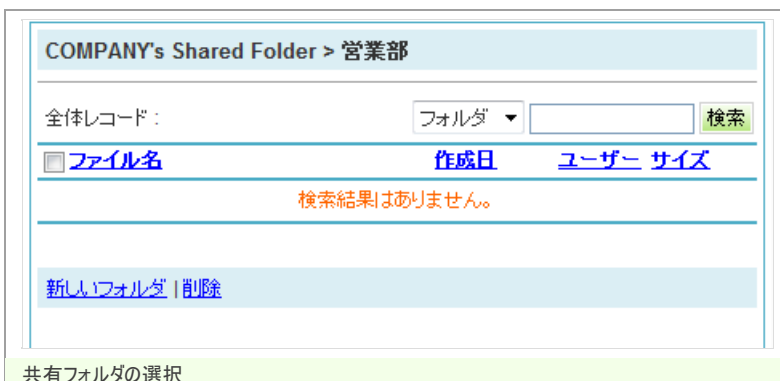 COMPANY's Shared Folder > 営業部
全体レコード : フォルダ ▼ 検索
ファイル名 作成日 ユーザー サイズ
検索結果はありません。
新しいフォルダ | 削除
共有フォルダの選択